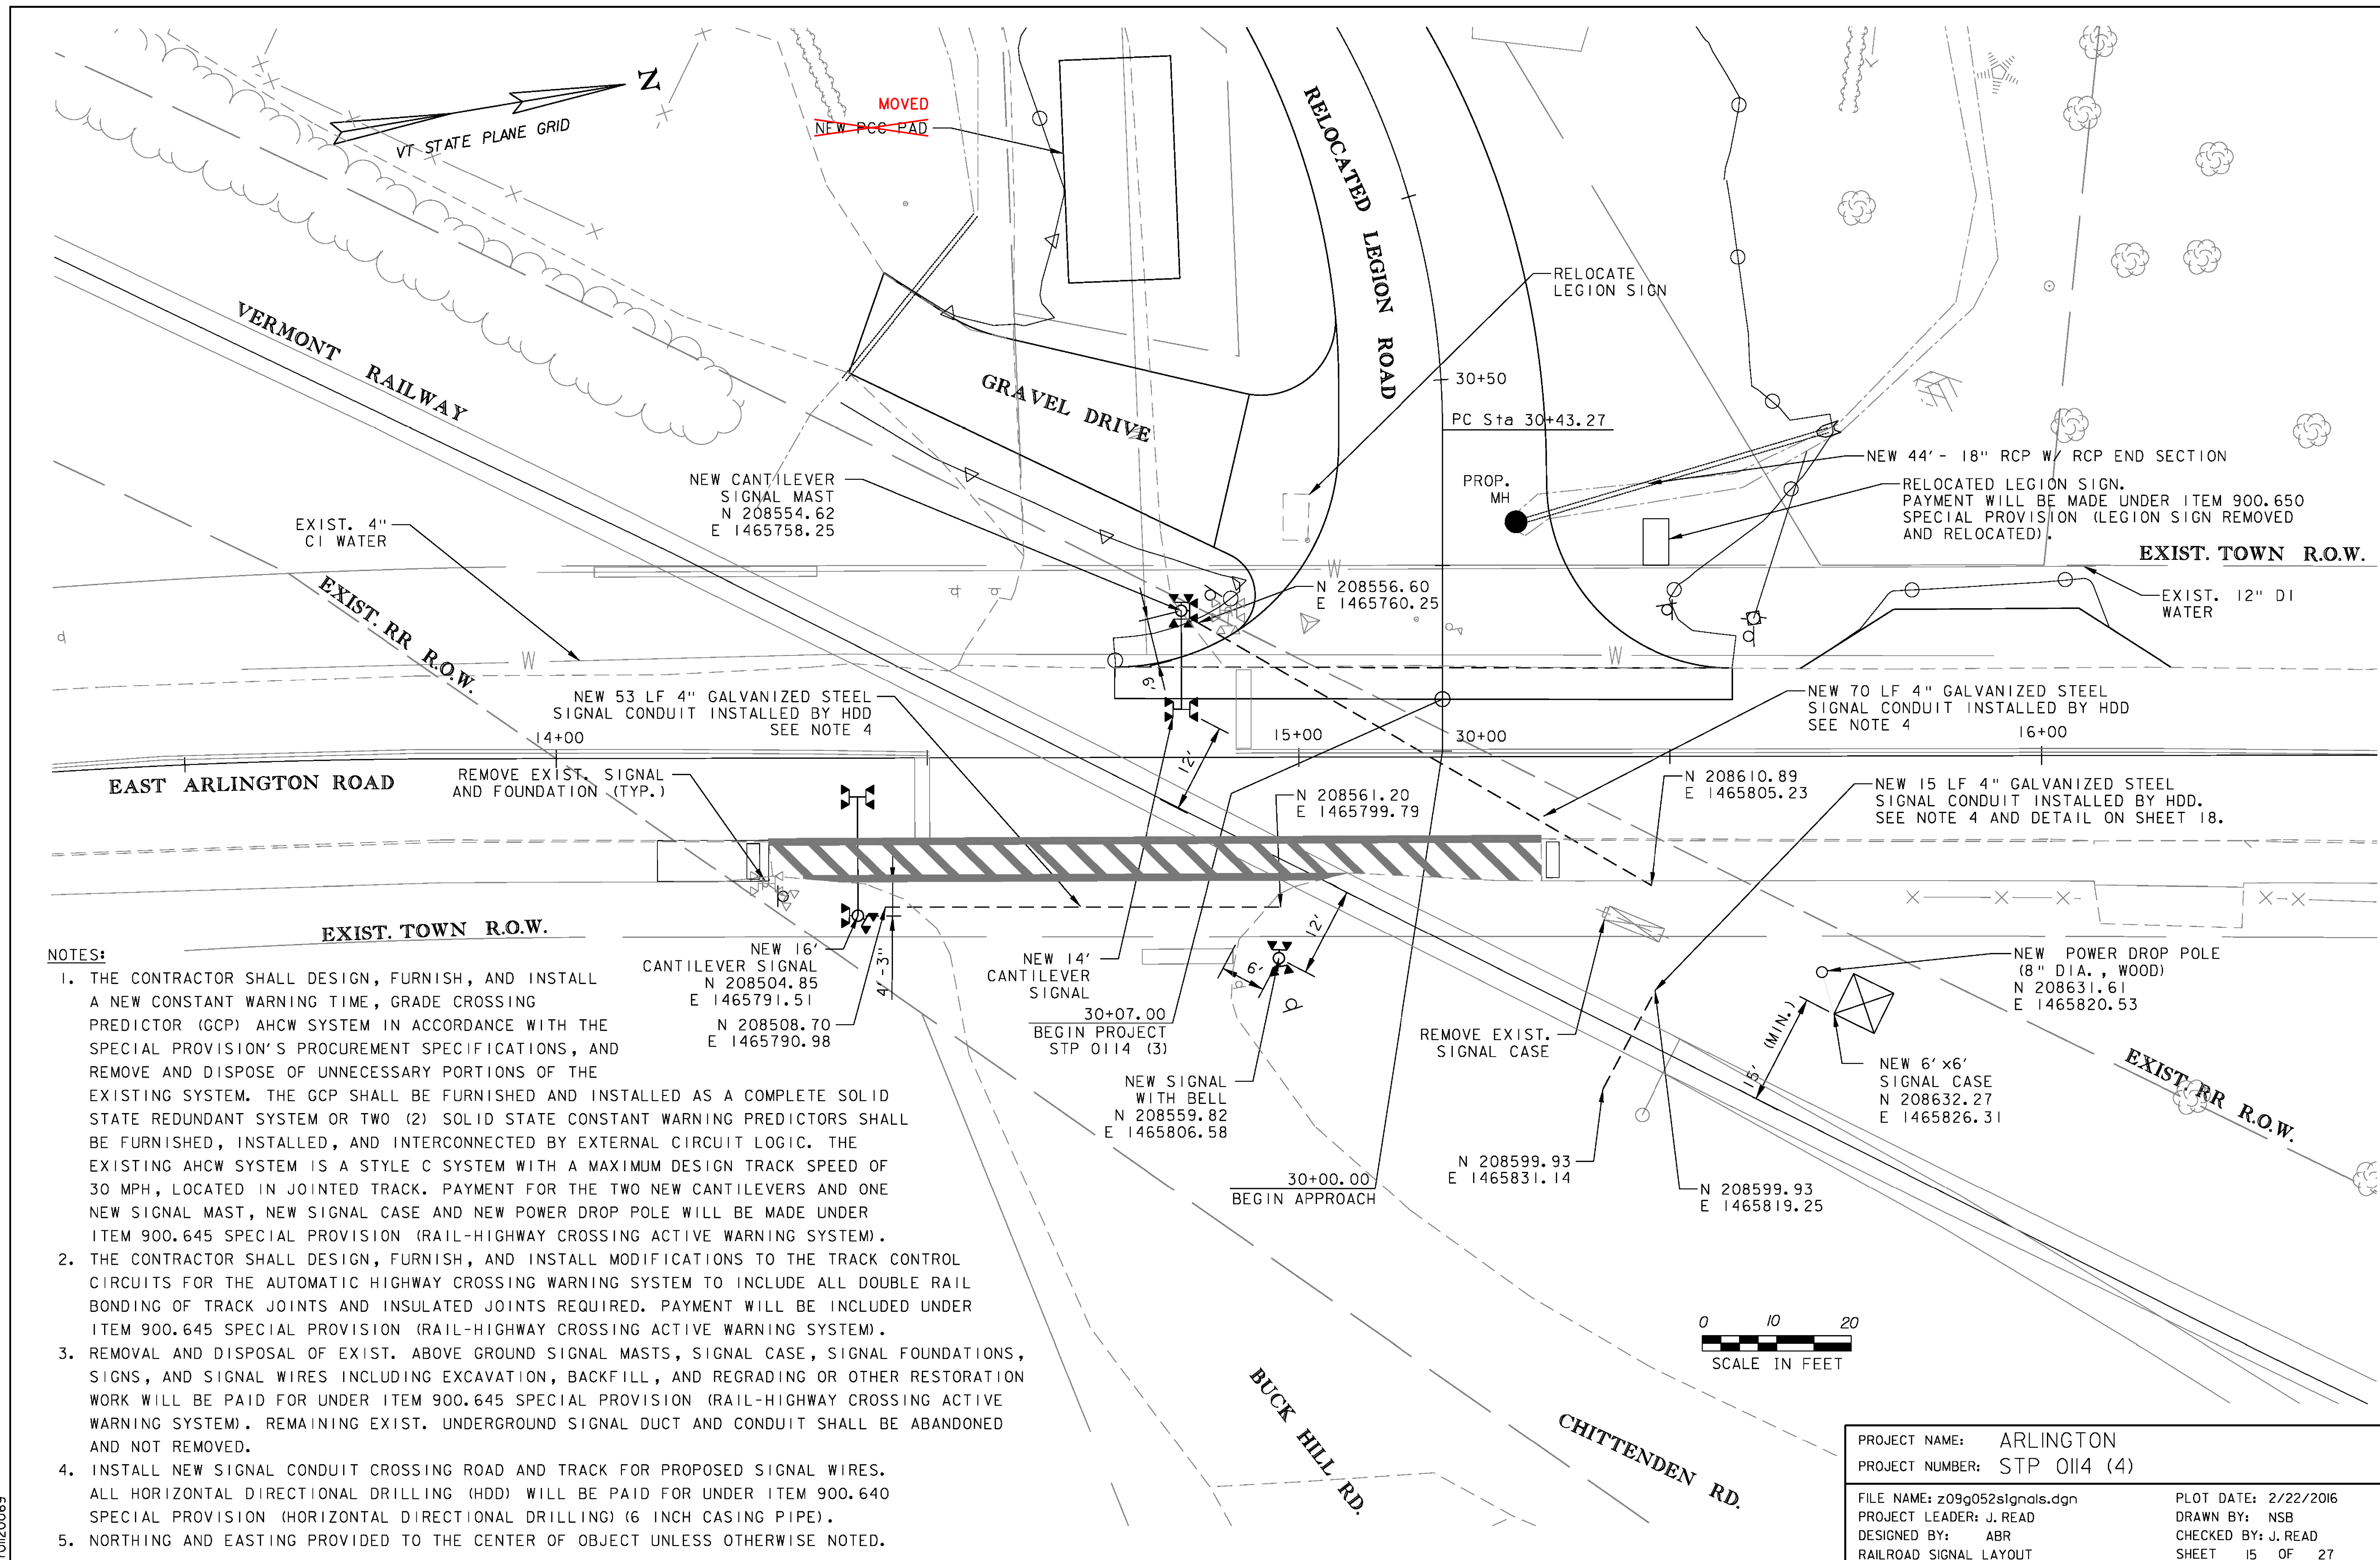 N
VT STATE PLANE GRID
MOVED
NEW PCC PAD
RELOCATED LEGION ROAD
RELOCATE
LEGION SIGN
VERMONT RAILWAY
GRAVEL DRIVE
30+50
PC Sta 30+43.27
NEW CANTILEVER
SIGNAL MAST
N 208554.62
E 1465758.25
PROP.
MH
NEW 44' - 18" RCP W/ RCP END SECTION
RELOCATED LEGION SIGN.
PAYMENT WILL BE MADE UNDER ITEM 900.650
SPECIAL PROVISION (LEGION SIGN REMOVED
AND RELOCATED).
EXIST. TOWN R.O.W.
EXIST. 4"
CI WATER
EXIST. RR R.O.W.
W
N 208556.60
E 1465760.25
EXIST. 12" DI
WATER
W
W
9'
NEW 53 LF 4" GALVANIZED STEEL
SIGNAL CONDUIT INSTALLED BY HDD
SEE NOTE 4
NEW 70 LF 4" GALVANIZED STEEL
SIGNAL CONDUIT INSTALLED BY HDD
SEE NOTE 4
14+00
15+00
30+00
16+00
12'
EAST ARLINGTON ROAD
REMOVE EXIST. SIGNAL
AND FOUNDATION (TYP.)
N 208561.20
E 1465799.79
N 208610.89
E 1465805.23
NEW 15 LF 4" GALVANIZED STEEL
SIGNAL CONDUIT INSTALLED BY HDD.
SEE NOTE 4 AND DETAIL ON SHEET 18.
EXIST. TOWN R.O.W.
NEW 16'
CANTILEVER SIGNAL
N 208504.85
E 1465791.51
4'-3"
N 208508.70
E 1465790.98
NEW 14'
CANTILEVER
SIGNAL
30+07.00
BEGIN PROJECT
STP 0114 (3)
6'
12'
NEW SIGNAL
WITH BELL
N 208559.82
E 1465806.58
30+00.00
BEGIN APPROACH
REMOVE EXIST.
SIGNAL CASE
N 208599.93
E 1465831.14
N 208599.93
E 1465819.25
15' (MIN.)
NEW POWER DROP POLE
(8" DIA., WOOD)
N 208631.61
E 1465820.53
NEW 6' x6'
SIGNAL CASE
N 208632.27
E 1465826.31
EXIST. RR R.O.W.
NOTES:
1. THE CONTRACTOR SHALL DESIGN, FURNISH, AND INSTALL
A NEW CONSTANT WARNING TIME, GRADE CROSSING
PREDICTOR (GCP) AHCW SYSTEM IN ACCORDANCE WITH THE
SPECIAL PROVISION'S PROCUREMENT SPECIFICATIONS, AND
REMOVE AND DISPOSE OF UNNECESSARY PORTIONS OF THE
EXISTING SYSTEM. THE GCP SHALL BE FURNISHED AND INSTALLED AS A COMPLETE SOLID
STATE REDUNDANT SYSTEM OR TWO (2) SOLID STATE CONSTANT WARNING PREDICTORS SHALL
BE FURNISHED, INSTALLED, AND INTERCONNECTED BY EXTERNAL CIRCUIT LOGIC. THE
EXISTING AHCW SYSTEM IS A STYLE C SYSTEM WITH A MAXIMUM DESIGN TRACK SPEED OF
30 MPH, LOCATED IN JOINTED TRACK. PAYMENT FOR THE TWO NEW CANTILEVERS AND ONE
NEW SIGNAL MAST, NEW SIGNAL CASE AND NEW POWER DROP POLE WILL BE MADE UNDER
ITEM 900.645 SPECIAL PROVISION (RAIL-HIGHWAY CROSSING ACTIVE WARNING SYSTEM).
2. THE CONTRACTOR SHALL DESIGN, FURNISH, AND INSTALL MODIFICATIONS TO THE TRACK CONTROL
CIRCUITS FOR THE AUTOMATIC HIGHWAY CROSSING WARNING SYSTEM TO INCLUDE ALL DOUBLE RAIL
BONDING OF TRACK JOINTS AND INSULATED JOINTS REQUIRED. PAYMENT WILL BE INCLUDED UNDER
ITEM 900.645 SPECIAL PROVISION (RAIL-HIGHWAY CROSSING ACTIVE WARNING SYSTEM).
3. REMOVAL AND DISPOSAL OF EXIST. ABOVE GROUND SIGNAL MASTS, SIGNAL CASE, SIGNAL FOUNDATIONS,
SIGNS, AND SIGNAL WIRES INCLUDING EXCAVATION, BACKFILL, AND REGRADING OR OTHER RESTORATION
WORK WILL BE PAID FOR UNDER ITEM 900.645 SPECIAL PROVISION (RAIL-HIGHWAY CROSSING ACTIVE
WARNING SYSTEM). REMAINING EXIST. UNDERGROUND SIGNAL DUCT AND CONDUIT SHALL BE ABANDONED
AND NOT REMOVED.
4. INSTALL NEW SIGNAL CONDUIT CROSSING ROAD AND TRACK FOR PROPOSED SIGNAL WIRES.
ALL HORIZONTAL DIRECTIONAL DRILLING (HDD) WILL BE PAID FOR UNDER ITEM 900.640
SPECIAL PROVISION (HORIZONTAL DIRECTIONAL DRILLING) (6 INCH CASING PIPE).
5. NORTHING AND EASTING PROVIDED TO THE CENTER OF OBJECT UNLESS OTHERWISE NOTED.
BUCK HILL RD.
CHITTENDEN RD.
0 10 20
SCALE IN FEET
PROJECT NAME: ARLINGTON
PROJECT NUMBER: STP 0114 (4)
FILE NAME: z09g052signals.dgn
PLOT DATE: 2/22/2016
PROJECT LEADER: J. READ
DRAWN BY: NSB
DESIGNED BY: ABR
CHECKED BY: J. READ
RAILROAD SIGNAL LAYOUT
SHEET 15 OF 27